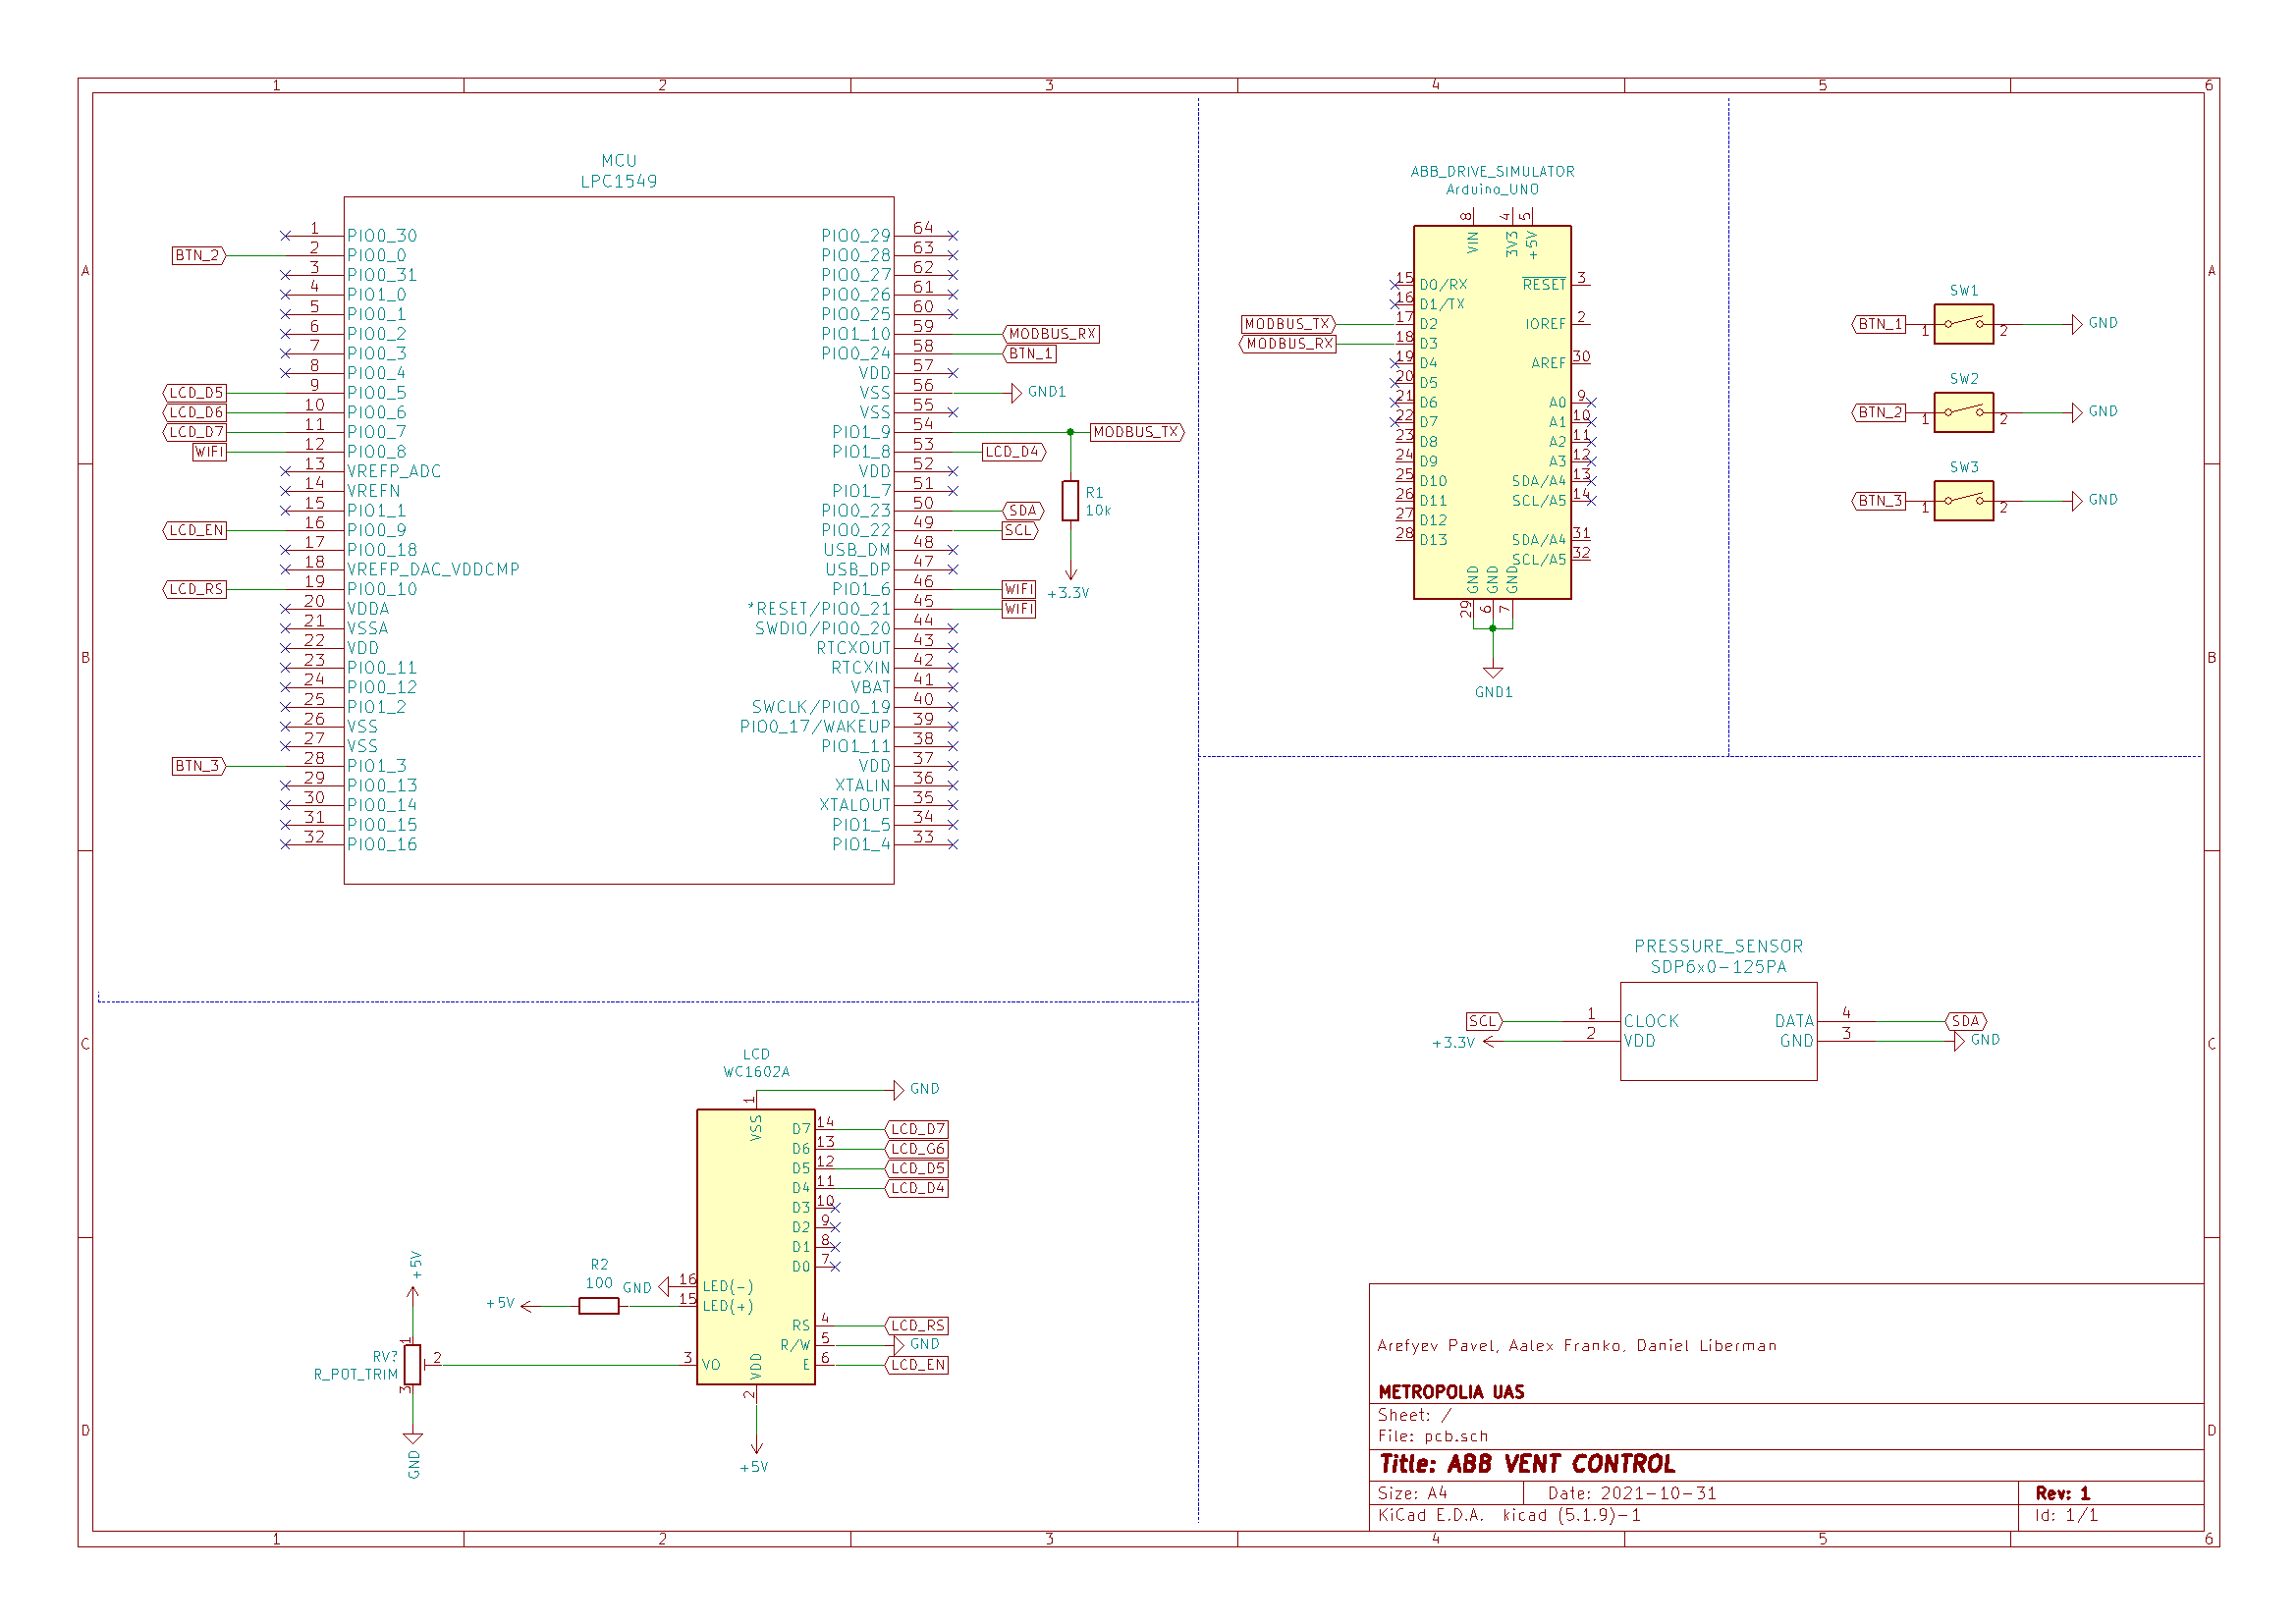 1 2 3 4 5 6
A
B
C
D
A
B
C
D
1 2 3 4 5 6
MCU
LPC1549
1 PIO0_30
BTN_2 2 PIO0_0
3 PIO0_31
4 PIO1_0
5 PIO0_1
6 PIO0_2
7 PIO0_3
8 PIO0_4
LCD_D5 9 PIO0_5
LCD_D6 10 PIO0_6
LCD_D7 11 PIO0_7
WIFI 12 PIO0_8
13 VREFP_ADC
14 VREFN
15 PIO1_1
LCD_EN 16 PIO0_9
17 PIO0_18
18 VREFP_DAC_VDDCMP
LCD_RS 19 PIO0_10
20 VDDA
21 VSSA
22 VDD
23 PIO0_11
24 PIO0_12
25 PIO1_2
26 VSS
27 VSS
BTN_3 28 PIO1_3
29 PIO0_13
30 PIO0_14
31 PIO0_15
32 PIO0_16
PIO0_29 64
PIO0_28 63
PIO0_27 62
PIO0_26 61
PIO0_25 60
PIO1_10 59 MODBUS_RX
PIO0_24 58 BTN_1
VDD 57
VSS 56 GND1
VSS 55
PIO1_9 54 MODBUS_TX
PIO1_8 53 LCD_D4
VDD 52
PIO1_7 51
PIO0_23 50 SDA
PIO0_22 49 SCL
USB_DM 48
USB_DP 47
PIO1_6 46 WIFI
*RESET/PIO0_21 45 WIFI
SWDIO/PIO0_20 44
RTCXOUT 43
RTCXIN 42
VBAT 41
SWCLK/PIO0_19 40
PIO0_17/WAKEUP 39
PIO1_11 38
VDD 37
XTALIN 36
XTALOUT 35
PIO1_5 34
PIO1_4 33
R1
10k
+3.3V
ABB_DRIVE_SIMULATOR
Arduino_UNO
8 4 5
VIN 3V3 +5V
15 D0/RX
16 D1/TX
MODBUS_TX 17 D2
MODBUS_RX 18 D3
19 D4
20 D5
21 D6
22 D7
23 D8
24 D9
25 D10
26 D11
27 D12
28 D13
RESET 3
IOREF 2
AREF 30
A0 9
A1 10
A2 11
A3 12
SDA/A4 13
SCL/A5 14
SDA/A4 31
SCL/A5 32
GND GND GND
29 6 7
GND1
SW1
BTN_1 1 2 GND
SW2
BTN_2 1 2 GND
SW3
BTN_3 1 2 GND
PRESSURE_SENSOR
SDP6x0-125PA
SCL 1 CLOCK DATA 4 SDA
+3.3V 2 VDD GND 3 GND
LCD
WC1602A
1 GND
VSS
D7 14 LCD_D7
D6 13 LCD_G6
D5 12 LCD_D5
D4 11 LCD_D4
D3 10
D2 9
D1 8
D0 7
RS 4 LCD_RS
R/W 5 GND
E 6 LCD_EN
GND 16 LED(-)
15 LED(+)
R2
100
+5V
+5V
1
RV?
R_POT_TRIM
2
3
GND
3 VO
VDD
2
+5V
Arefyev Pavel, Aalex Franko, Daniel Liberman
METROPOLIA UAS
Sheet: /
File: pcb.sch
Title: ABB VENT CONTROL
Size: A4 Date: 2021-10-31 Rev: 1
KiCad E.D.A. kicad (5.1.9)-1 Id: 1/1